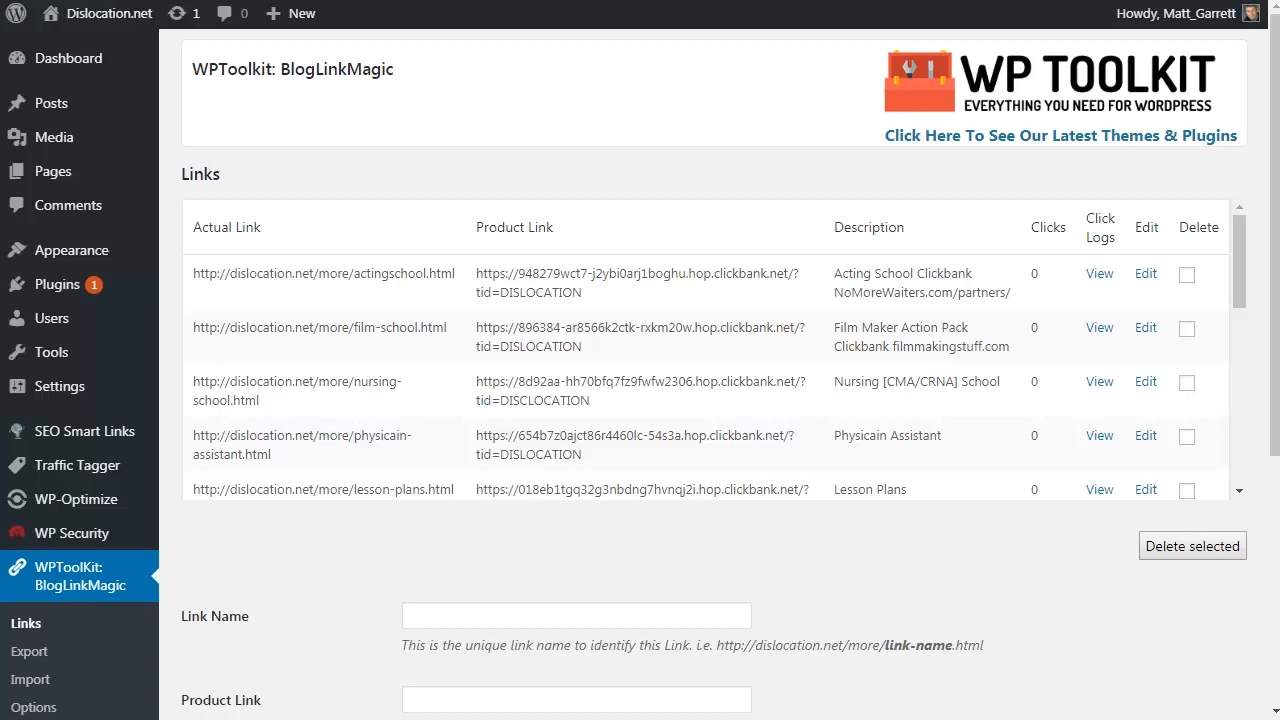 Dislocation.net 1 0 New
Howdy, Matt_Garrett
Dashboard
Posts
Media
Pages
Comments
Appearance
Plugins 1
Users
Tools
Settings
SEO Smart Links
Traffic Tagger
WP-Optimize
WP Security
WPToolKit:
BlogLinkMagic
Links
Export
Import
Options
WPToolkit: BlogLinkMagic
WP TOOLKIT
EVERYTHING YOU NEED FOR WORDPRESS
Click Here To See Our Latest Themes & Plugins
Links
Actual Link Product Link Description Clicks Click Logs Edit Delete
http://dislocation.net/more/actingschool.html https://948279wct7-j2ybi0arj1boghu.hop.clickbank.net/? Acting School Clickbank 0 View Edit
tid=DISLOCATION NoMoreWaiters.com/partners/
http://dislocation.net/more/film-school.html https://896384-ar8566k2ctk-rxkm20w.hop.clickbank.net/? Film Maker Action Pack 0 View Edit
tid=DISLOCATION Clickbank filmmakingstuff.com
http://dislocation.net/more/nursing- https://8d92aa-hh70bfq7fz9fwfw2306.hop.clickbank.net/? Nursing [CMA/CRNA] School 0 View Edit
school.html tid=DISCLOCATION
http://dislocation.net/more/physicain- https://654b7z0ajct86r4460lc-54s3a.hop.clickbank.net/? Physicain Assistant 0 View Edit
assistant.html tid=DISLOCATION
http://dislocation.net/more/lesson-plans.html https://018eb1tgq32g3nbdng7hvnqj2i.hop.clickbank.net/? Lesson Plans 0 View Edit
Delete selected
Link Name
This is the unique link name to identify this Link. i.e. http://dislocation.net/more/link-name.html
Product Link